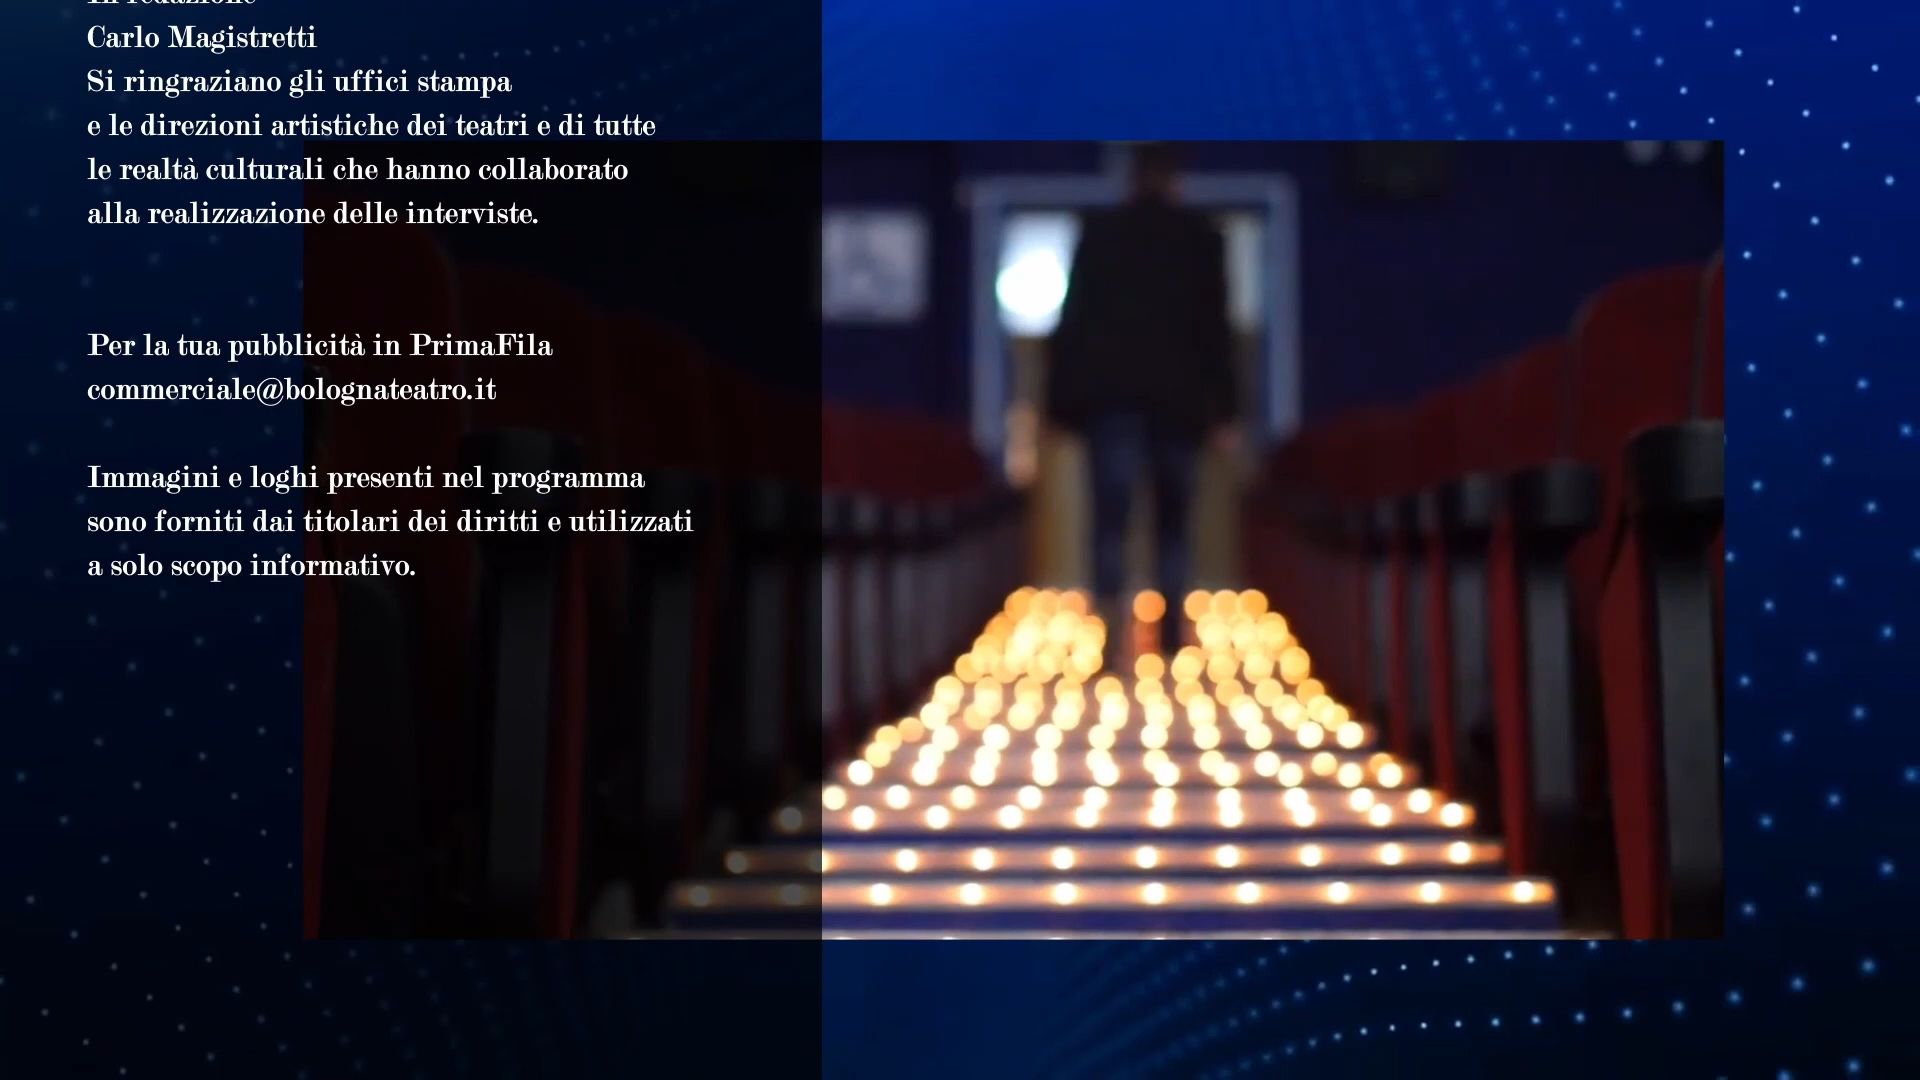 In redazione
Carlo Magistretti
Si ringraziano gli uffici stampa
e le direzioni artistiche dei teatri e di tutte
le realtà culturali che hanno collaborato
alla realizzazione delle interviste.
Per la tua pubblicità in PrimaFila
commerciale@bolognateatro.it
Immagini e loghi presenti nel programma
sono forniti dai titolari dei diritti e utilizzati
a solo scopo informativo.